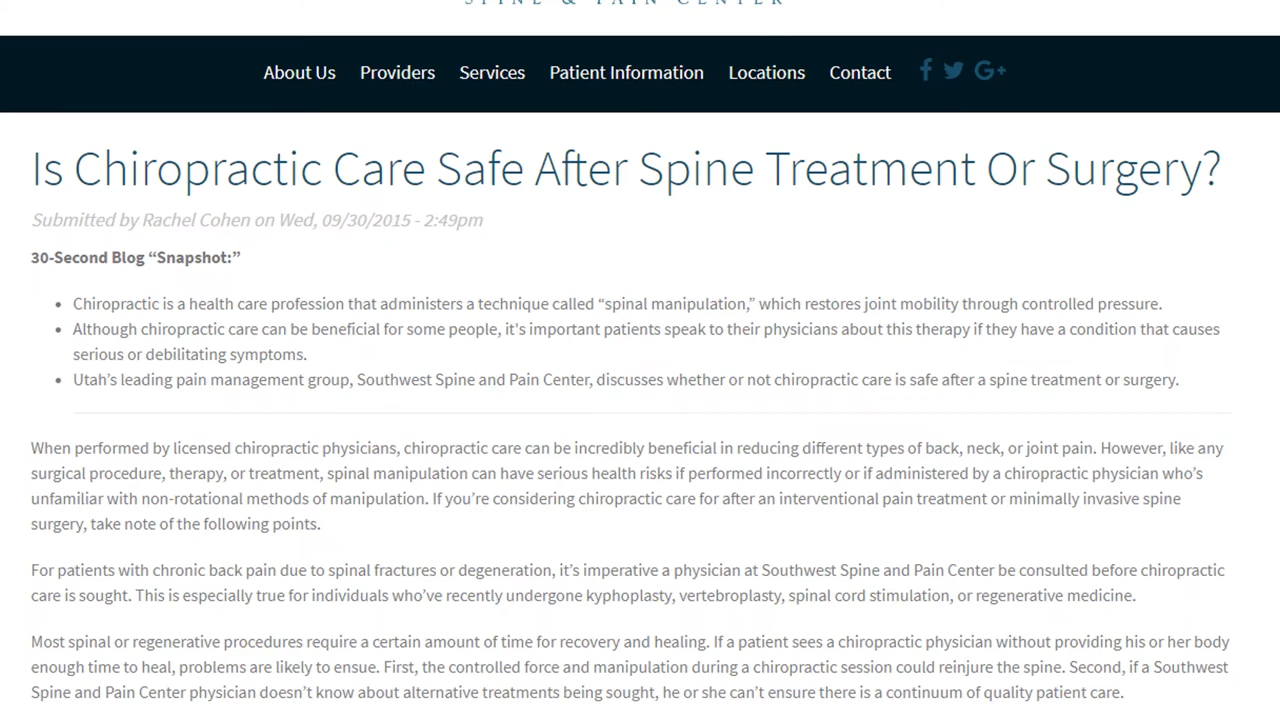 SPINE & PAIN CENTER
About Us Providers Services Patient Information Locations Contact
Is Chiropractic Care Safe After Spine Treatment Or Surgery?
Submitted by Rachel Cohen on Wed, 09/30/2015 - 2:49pm
30-Second Blog “Snapshot:”
• Chiropractic is a health care profession that administers a technique called “spinal manipulation,” which restores joint mobility through controlled pressure.
• Although chiropractic care can be beneficial for some people, it's important patients speak to their physicians about this therapy if they have a condition that causes
serious or debilitating symptoms.
• Utah’s leading pain management group, Southwest Spine and Pain Center, discusses whether or not chiropractic care is safe after a spine treatment or surgery.
When performed by licensed chiropractic physicians, chiropractic care can be incredibly beneficial in reducing different types of back, neck, or joint pain. However, like any
surgical procedure, therapy, or treatment, spinal manipulation can have serious health risks if performed incorrectly or if administered by a chiropractic physician who’s
unfamiliar with non-rotational methods of manipulation. If you’re considering chiropractic care for after an interventional pain treatment or minimally invasive spine
surgery, take note of the following points.
For patients with chronic back pain due to spinal fractures or degeneration, it’s imperative a physician at Southwest Spine and Pain Center be consulted before chiropractic
care is sought. This is especially true for individuals who’ve recently undergone kyphoplasty, vertebroplasty, spinal cord stimulation, or regenerative medicine.
Most spinal or regenerative procedures require a certain amount of time for recovery and healing. If a patient sees a chiropractic physician without providing his or her body
enough time to heal, problems are likely to ensue. First, the controlled force and manipulation during a chiropractic session could reinjure the spine. Second, if a Southwest
Spine and Pain Center physician doesn’t know about alternative treatments being sought, he or she can’t ensure there is a continuum of quality patient care.